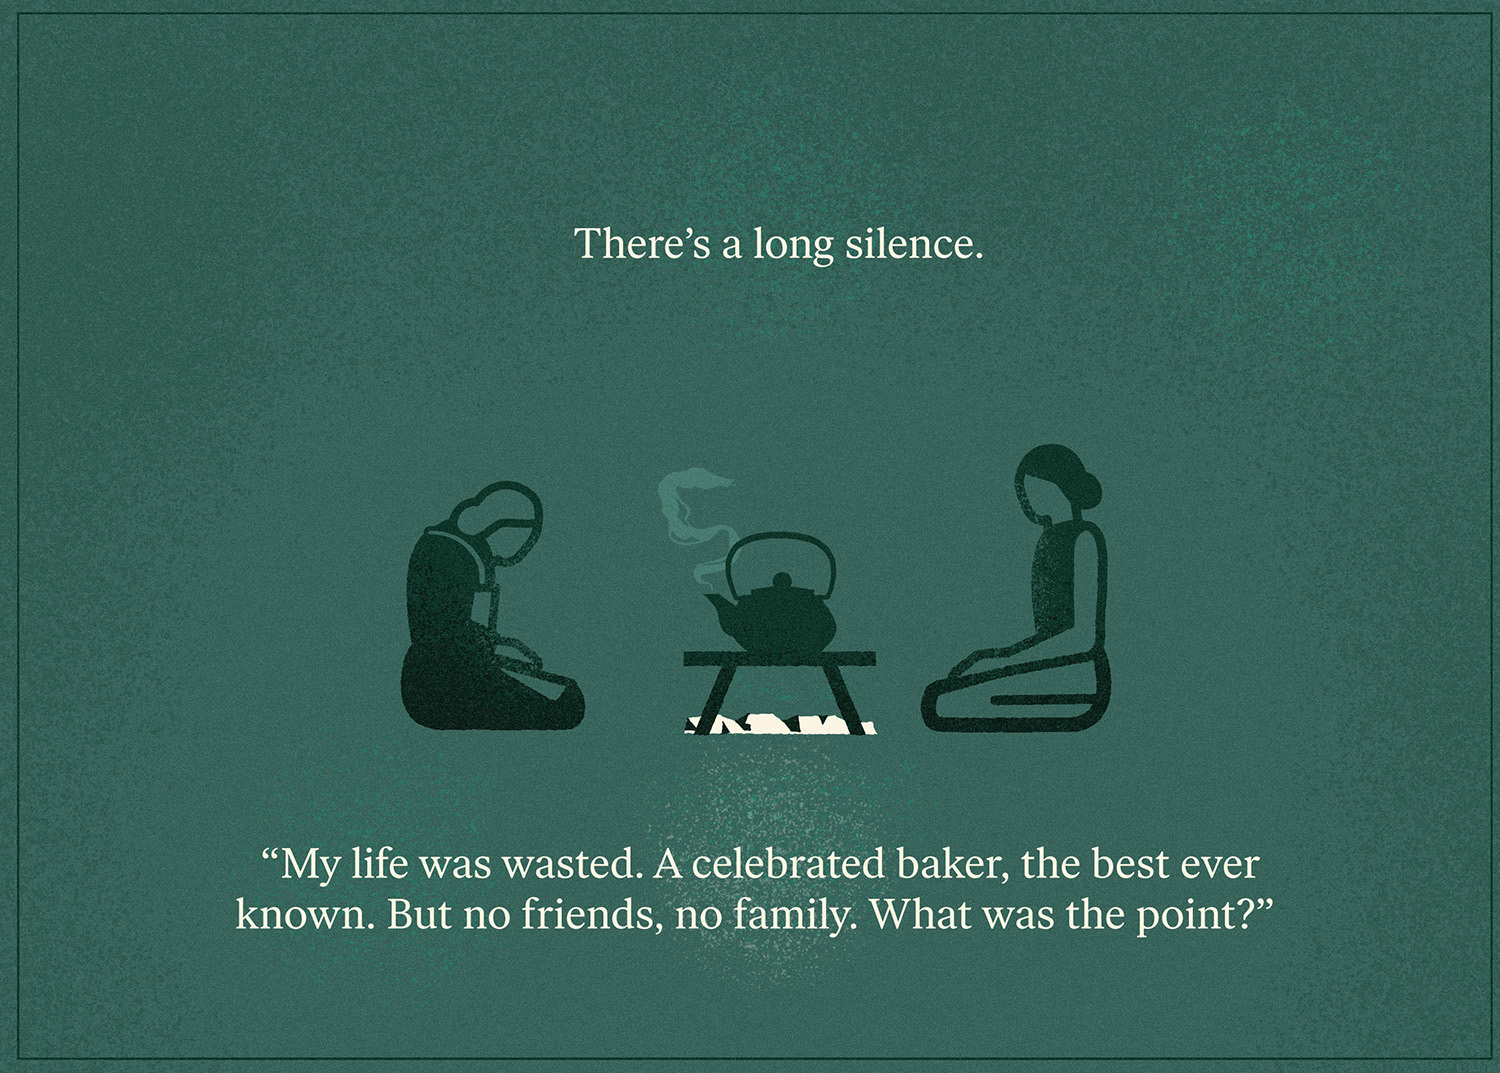 There’s a long silence.
“My life was wasted. A celebrated baker, the best ever
known. But no friends, no family. What was the point?”